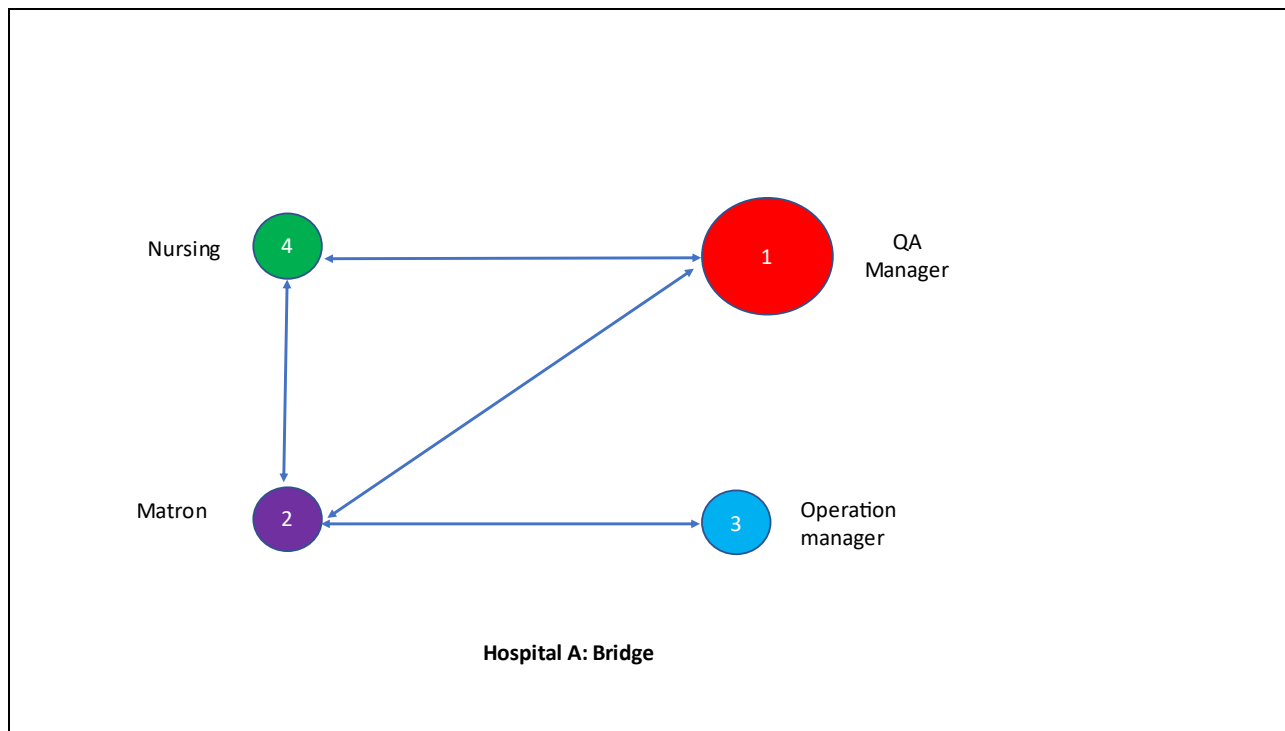 Nursing
4
1
QA
Manager
Matron
2
3
Operation
manager
Hospital A: Bridge